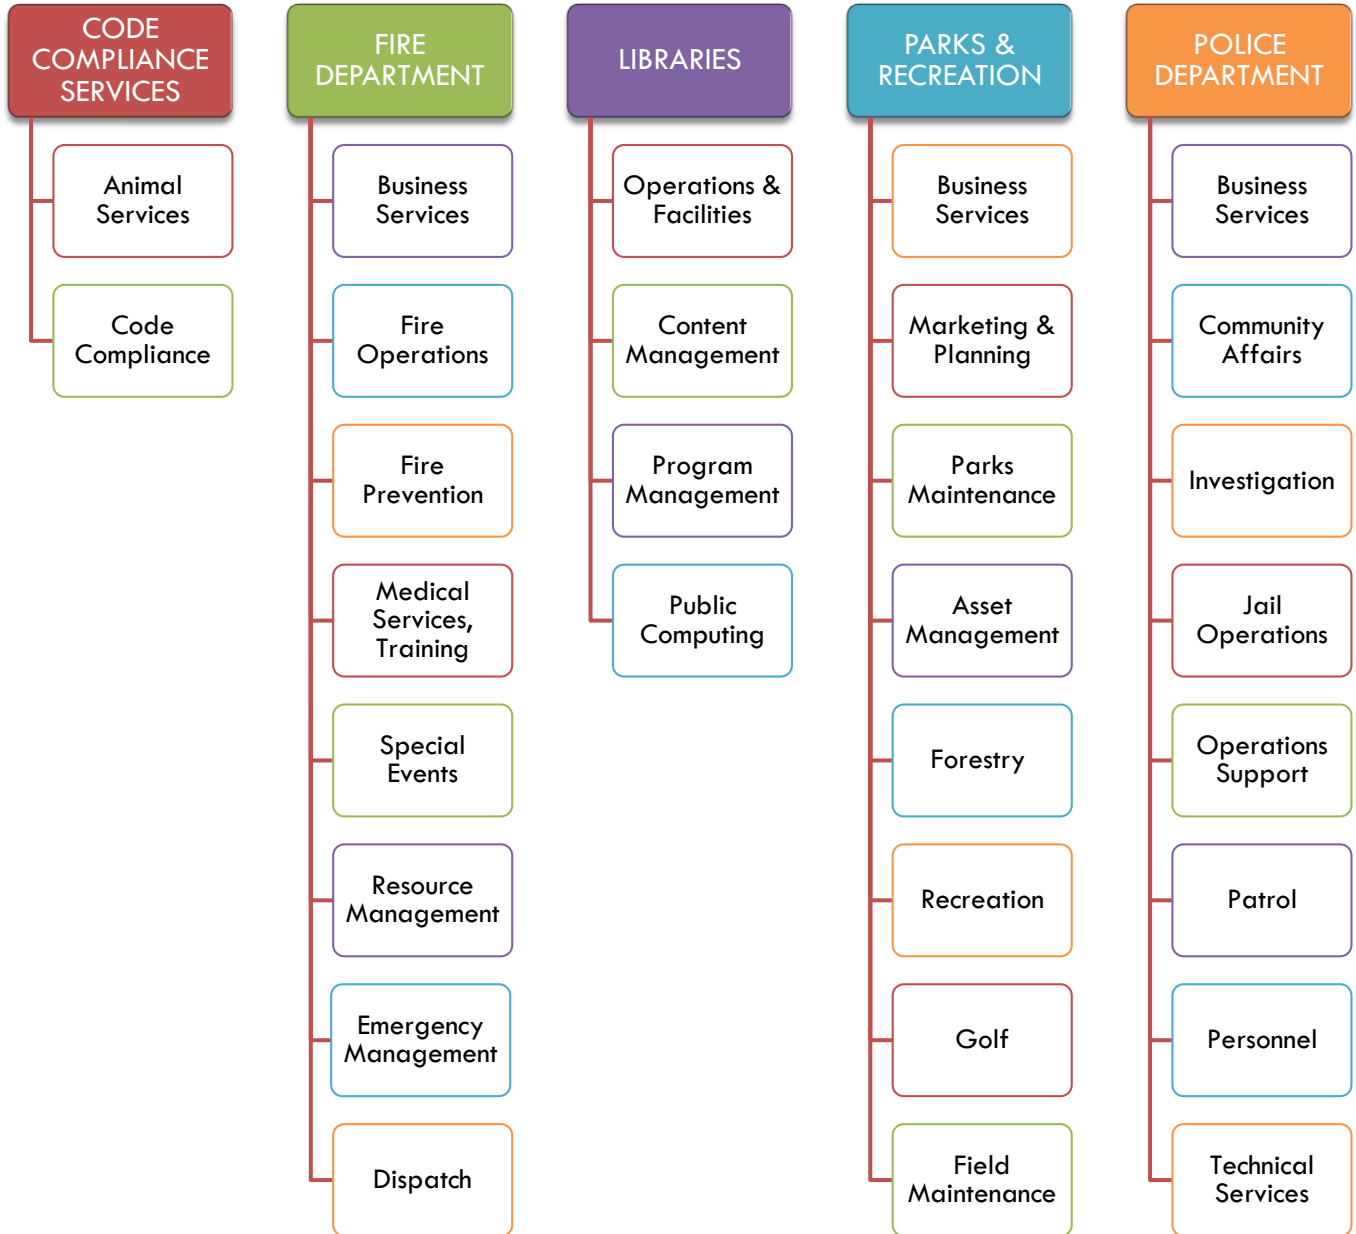 CODE
COMPLIANCE
SERVICES
Animal
Services
Code
Compliance
FIRE
DEPARTMENT
Business
Services
Fire
Operations
Fire
Prevention
Medical
Services,
Training
Special
Events
Resource
Management
Emergency
Management
Dispatch
LIBRARIES
Operations &
Facilities
Content
Management
Program
Management
Public
Computing
PARKS &
RECREATION
Business
Services
Marketing &
Planning
Parks
Maintenance
Asset
Management
Forestry
Recreation
Golf
Field
Maintenance
POLICE
DEPARTMENT
Business
Services
Community
Affairs
Investigation
Jail
Operations
Operations
Support
Patrol
Personnel
Technical
Services